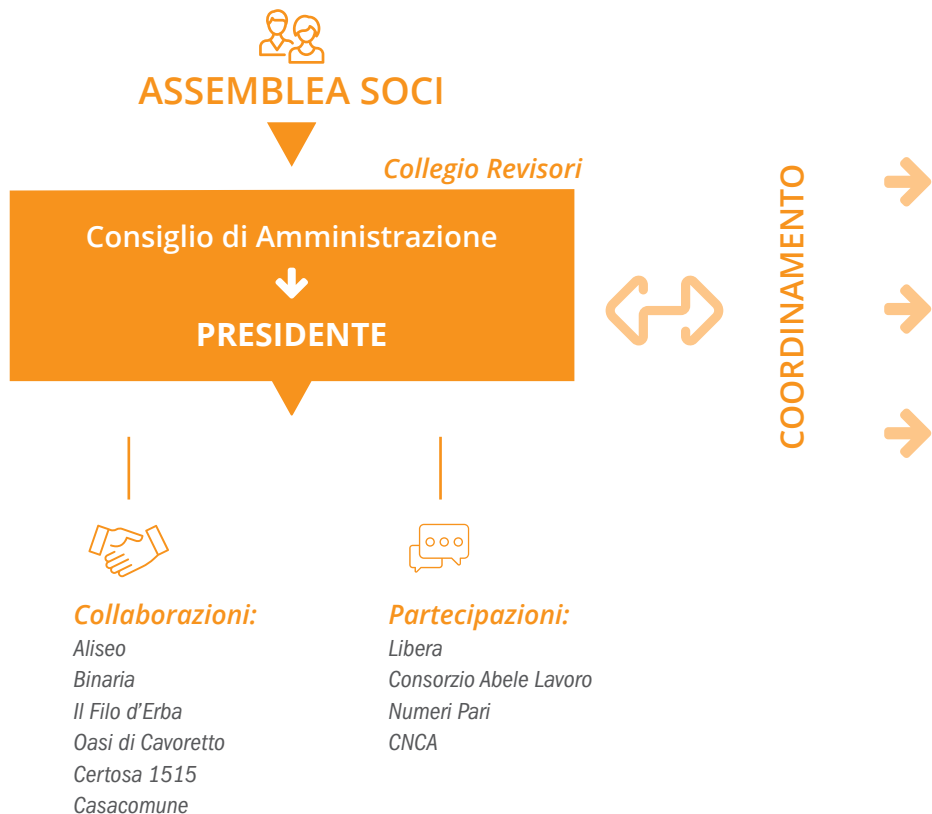 ASSEMBLEA SOCI
Collegio Revisori
Consiglio di Amministrazione
PRESIDENTE
COORDINAMENTO
Collaborazioni:
Aliseo
Binaria
Il Filo d'Erba
Oasi di Cavoretto
Certosa 1515
Casacomune
Partecipazioni:
Libera
Consorzio Abele Lavoro
Numeri Pari
CNCA